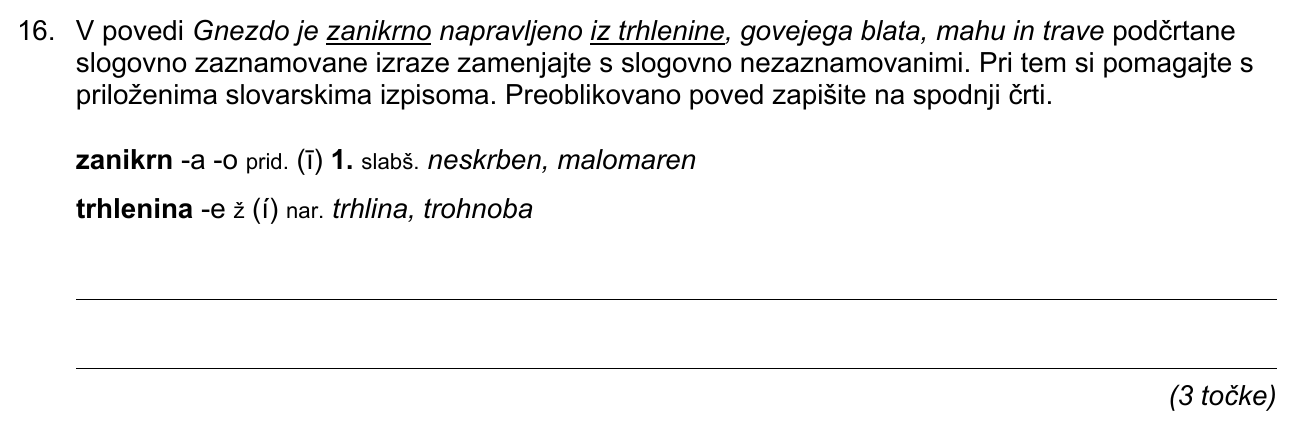 16. V povedi Gnezdo je zanikrno napravljeno iz trhlenine, govejega blata, mahu in trave podčrtane
slogovno zaznamovane izraze zamenjajte s slogovno nezaznamovanimi. Pri tem si pomagajte s
priloženima slovarskima izpisoma. Preoblikovano poved zapišite na spodnji črti.
zanikrn -a -o prid. (ī) 1. slabš. neskrben, malomaren
trhlenina -e ž (í) nar. trhlina, trohnoba
(3 točke)